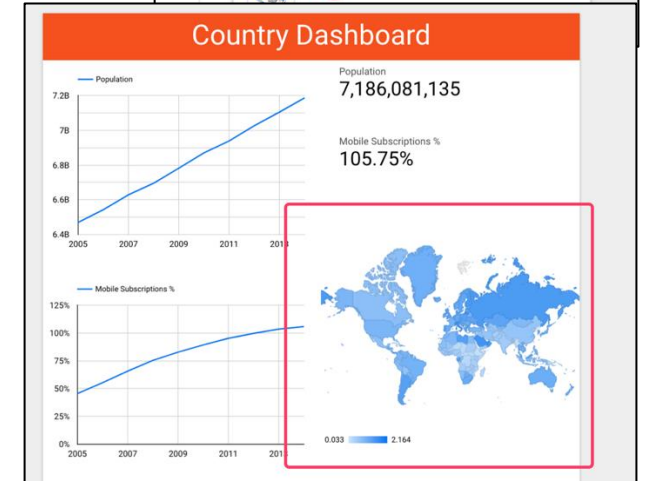 Country Dashboard
Population
7.2B
7B
6.8B
6.6B
6.4B
2005 2007 2009 2011
Population
7,186,081,135
Mobile Subscriptions %
105.75%
Mobile Subscriptions %
125%
100%
75%
50%
25%
0%
2005 2007 2009 2011
0.033 2.164